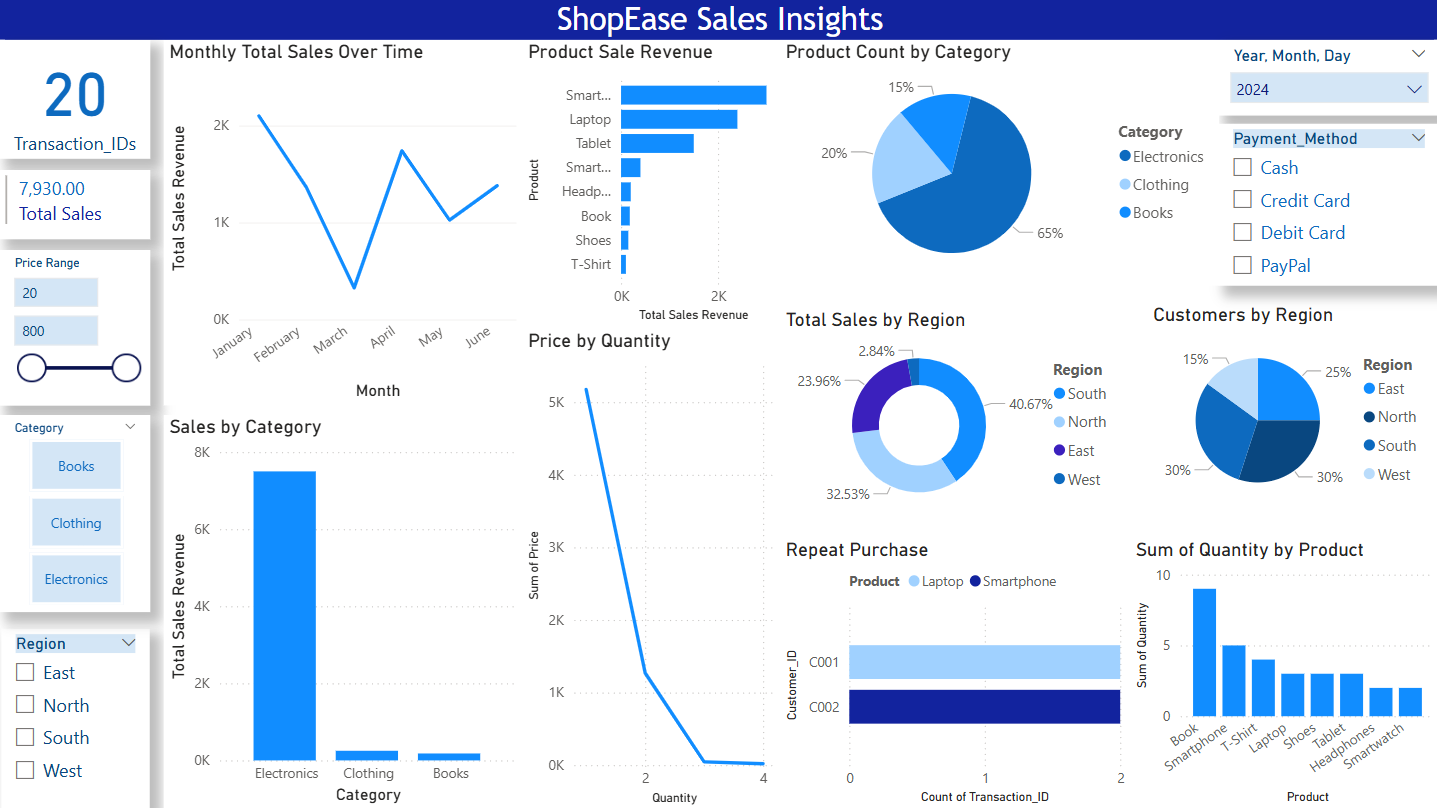 ShopEase Sales Insights
20
Transaction_IDs
7,930.00
Total Sales
Price Range
20
800
Category
Books
Clothing
Electronics
Region
East
North
South
West
Monthly Total Sales Over Time
Total Sales Revenue
2K
1K
0K
January
February
March
April
May
June
Month
Sales by Category
Total Sales Revenue
8K
6K
4K
2K
0K
Electronics
Clothing
Books
Category
Product Sale Revenue
Product
Smart...
Laptop
Tablet
Smart...
Headp...
Book
Shoes
T-Shirt
0K
2K
Total Sales Revenue
Price by Quantity
Sum of Price
5K
4K
3K
2K
1K
0K
2
4
Quantity
Product Count by Category
15%
20%
65%
Category
Electronics
Clothing
Books
Total Sales by Region
2.84%
23.96%
40.67%
32.53%
Region
South
North
East
West
Repeat Purchase
Product
Laptop
Smartphone
Customer_ID
C001
C002
0
1
2
Count of Transaction_ID
Year, Month, Day
2024
Payment_Method
Cash
Credit Card
Debit Card
PayPal
Customers by Region
15%
25%
30%
30%
Region
East
North
South
West
Sum of Quantity by Product
Sum of Quantity
10
5
0
Book
Smartphone
T-Shirt
Laptop
Shoes
Tablet
Headphones
Smartwatch
Product